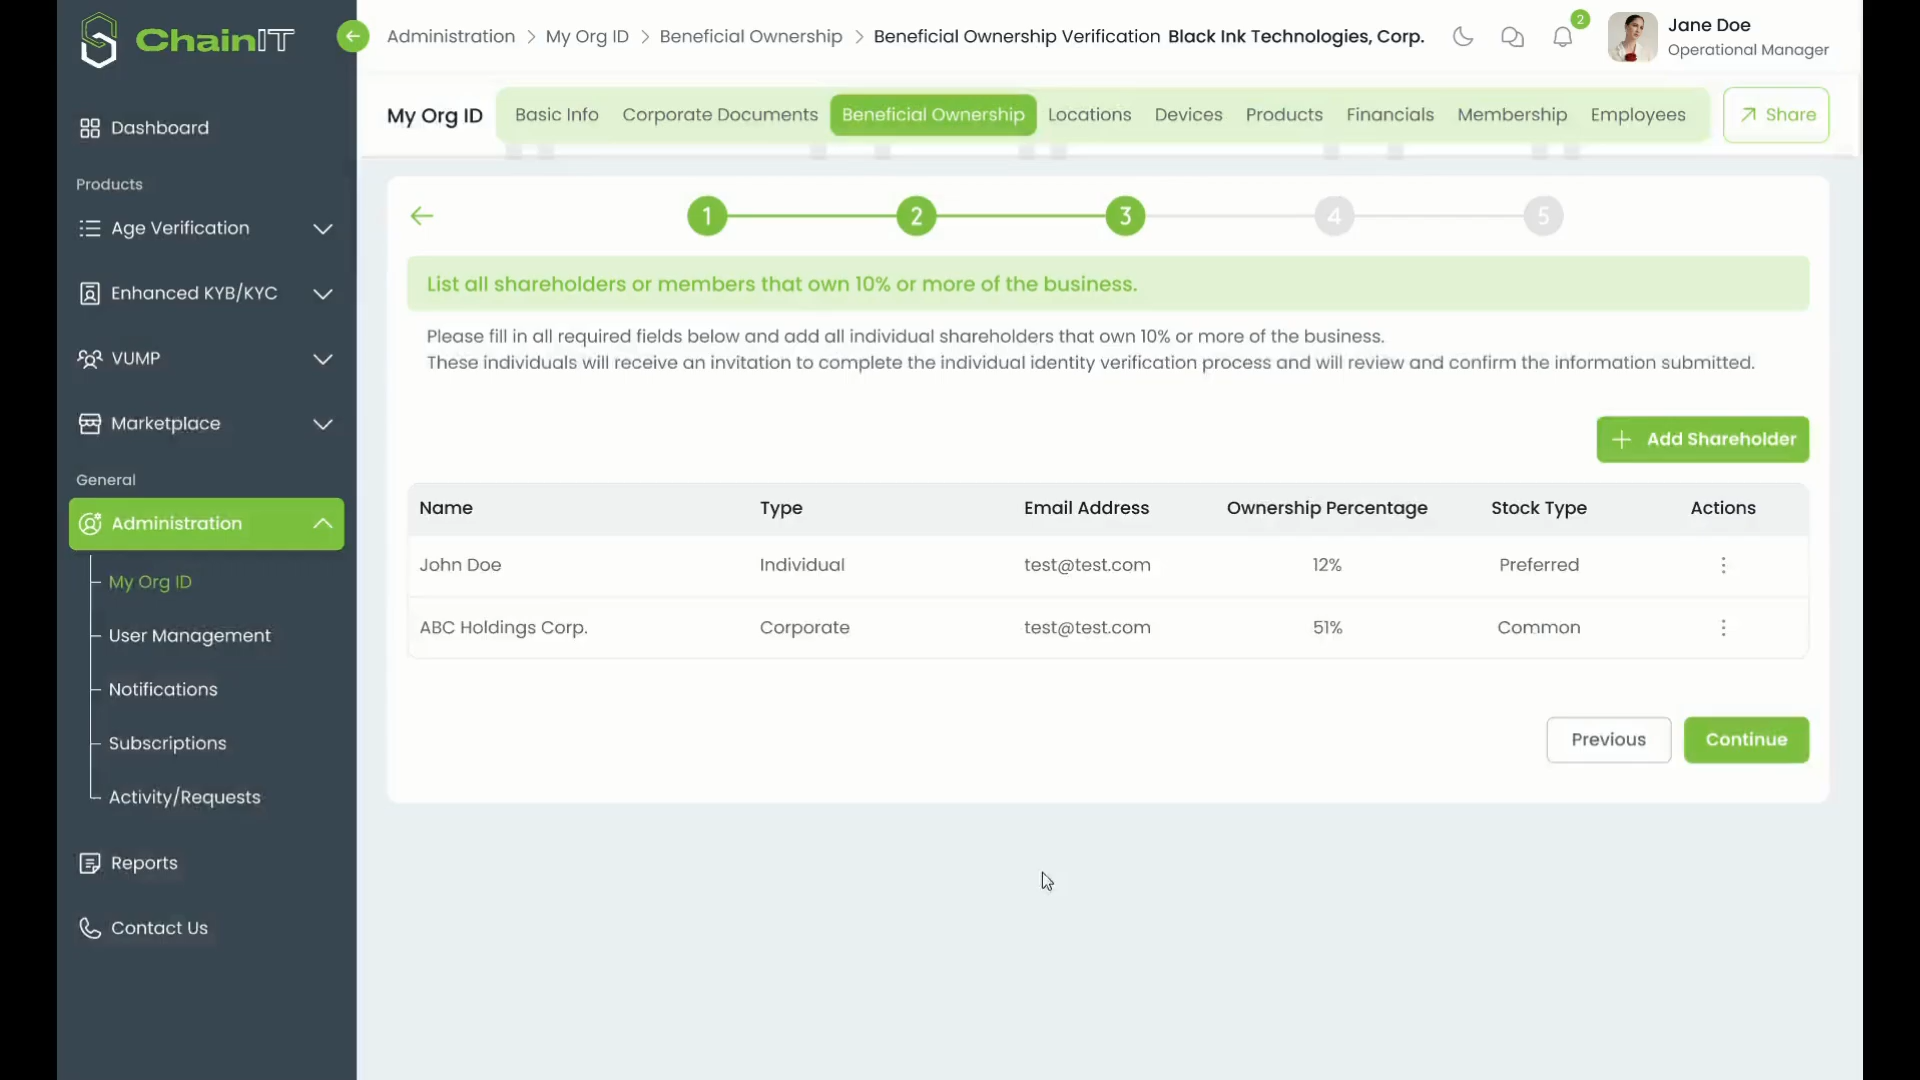 ChainIT
Administration > My Org ID > Beneficial Ownership > Beneficial Ownership Verification Black Ink Technologies, Corp.
2
Jane Doe
Operational Manager
My Org ID
Basic Info
Corporate Documents
Beneficial Ownership
Locations
Devices
Products
Financials
Membership
Employees
Share
Dashboard
Products
Age Verification
Enhanced KYB/KYC
VUMP
Marketplace
General
Administration
My Org ID
User Management
Notifications
Subscriptions
Activity/Requests
Reports
Contact Us
1 2 3 4 5
List all shareholders or members that own 10% or more of the business.
Please fill in all required fields below and add all individual shareholders that own 10% or more of the business.
These individuals will receive an invitation to complete the individual identity verification process and will review and confirm the information submitted.
Add Shareholder
Name Type Email Address Ownership Percentage Stock Type Actions
John Doe Individual test@test.com 12% Preferred
ABC Holdings Corp. Corporate test@test.com 51% Common
Previous
Continue